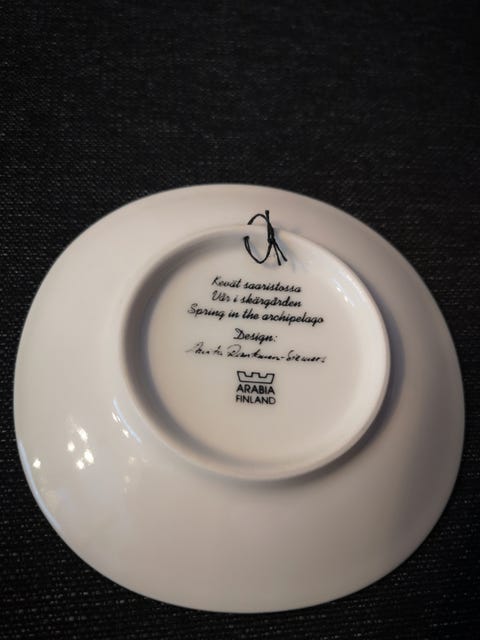 Kevät saaristossa
Vår i skärgården
Spring in the archipelago
Design:
ARABIA
FINLAND